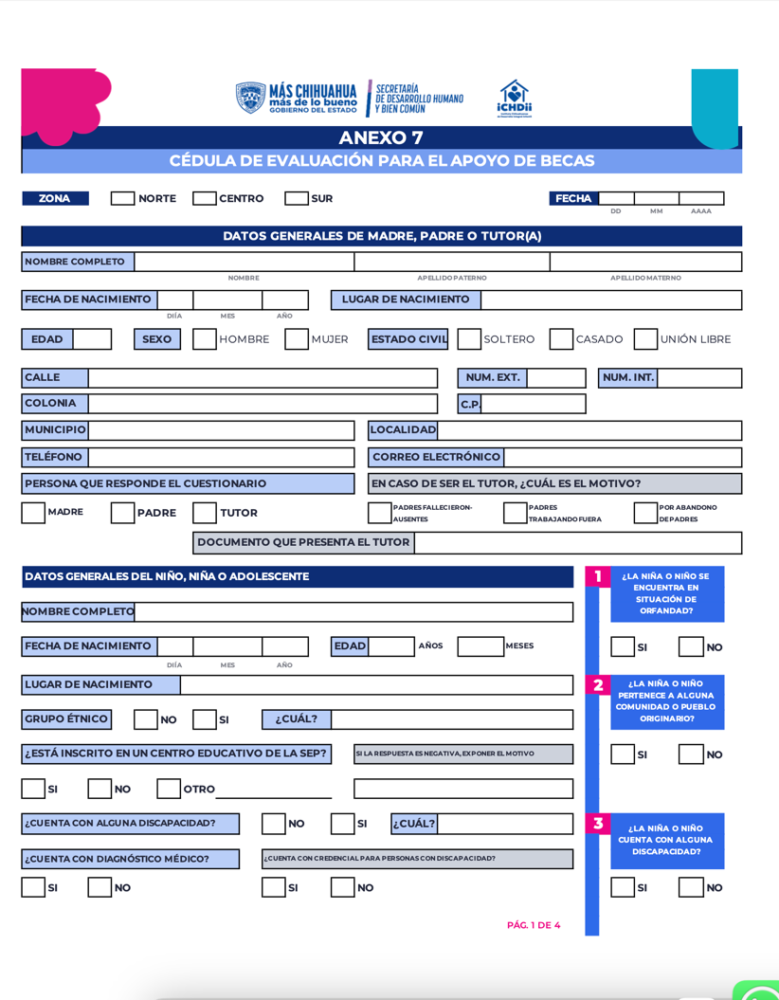 MÁS CHIHUAHUA
más de lo bueno
GOBIERNO DEL ESTADO
SECRETARÍA
DE DESARROLLO HUMANO
Y BIEN COMÚN
iCHDii
ANEXO 7
CÉDULA DE EVALUACIÓN PARA EL APOYO DE BECAS
ZONA NORTE CENTRO SUR FECHA
DD MM AAAA
DATOS GENERALES DE MADRE, PADRE O TUTOR(A)
NOMBRE COMPLETO
NOMBRE APELLIDO PATERNO APELLIDO MATERNO
FECHA DE NACIMIENTO LUGAR DE NACIMIENTO
DIÍA MES AÑO
EDAD SEXO HOMBRE MUJER ESTADO CIVIL SOLTERO CASADO UNIÓN LIBRE
CALLE NUM. EXT. NUM. INT.
COLONIA C.P.
MUNICIPIO LOCALIDAD
TELÉFONO CORREO ELECTRÓNICO
PERSONA QUE RESPONDE EL CUESTIONARIO EN CASO DE SER EL TUTOR, ¿CUÁL ES EL MOTIVO?
MADRE PADRE TUTOR
PADRES FALLECIERON-
AUSENTES
PADRES
TRABAJANDO FUERA
POR ABANDONO
DE PADRES
DOCUMENTO QUE PRESENTA EL TUTOR
DATOS GENERALES DEL NIÑO, NIÑA O ADOLESCENTE
NOMBRE COMPLETO
FECHA DE NACIMIENTO EDAD AÑOS MESES
DIÍA MES AÑO
LUGAR DE NACIMIENTO
GRUPO ÉTNICO NO SI ¿CUÁL?
¿ESTÁ INSCRITO EN UN CENTRO EDUCATIVO DE LA SEP? SI LA RESPUESTA ES NEGATIVA, EXPONER EL MOTIVO
SI NO OTRO
¿CUENTA CON ALGUNA DISCAPACIDAD? NO SI ¿CUÁL?
¿CUENTA CON DIAGNÓSTICO MÉDICO? ¿CUENTA CON CREDENCIAL PARA PERSONAS CON DISCAPACIDAD?
SI NO SI NO
1
¿LA NIÑA O NIÑO SE
ENCUENTRA EN
SITUACIÓN DE
ORFANDAD?
SI NO
2
¿LA NIÑA O NIÑO
PERTENECE A ALGUNA
COMUNIDAD O PUEBLO
ORIGINARIO?
SI NO
3
¿LA NIÑA O NIÑO
CUENTA CON ALGUNA
DISCAPACIDAD?
SI NO
PÁG. 1 DE 4